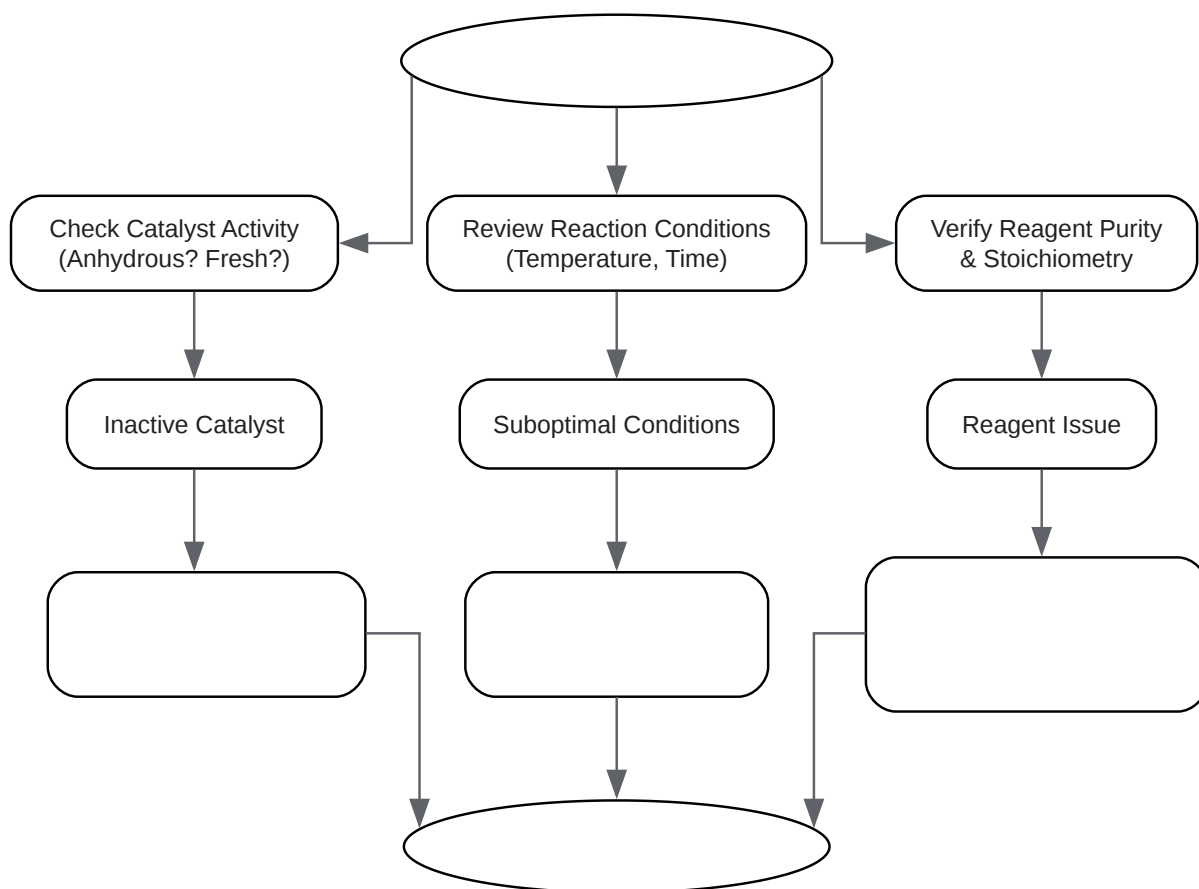 Check Catalyst Activity
(Anhydrous? Fresh?)
Review Reaction Conditions
(Temperature, Time)
Verify Reagent Purity
& Stoichiometry
Inactive Catalyst
Suboptimal Conditions
Reagent Issue